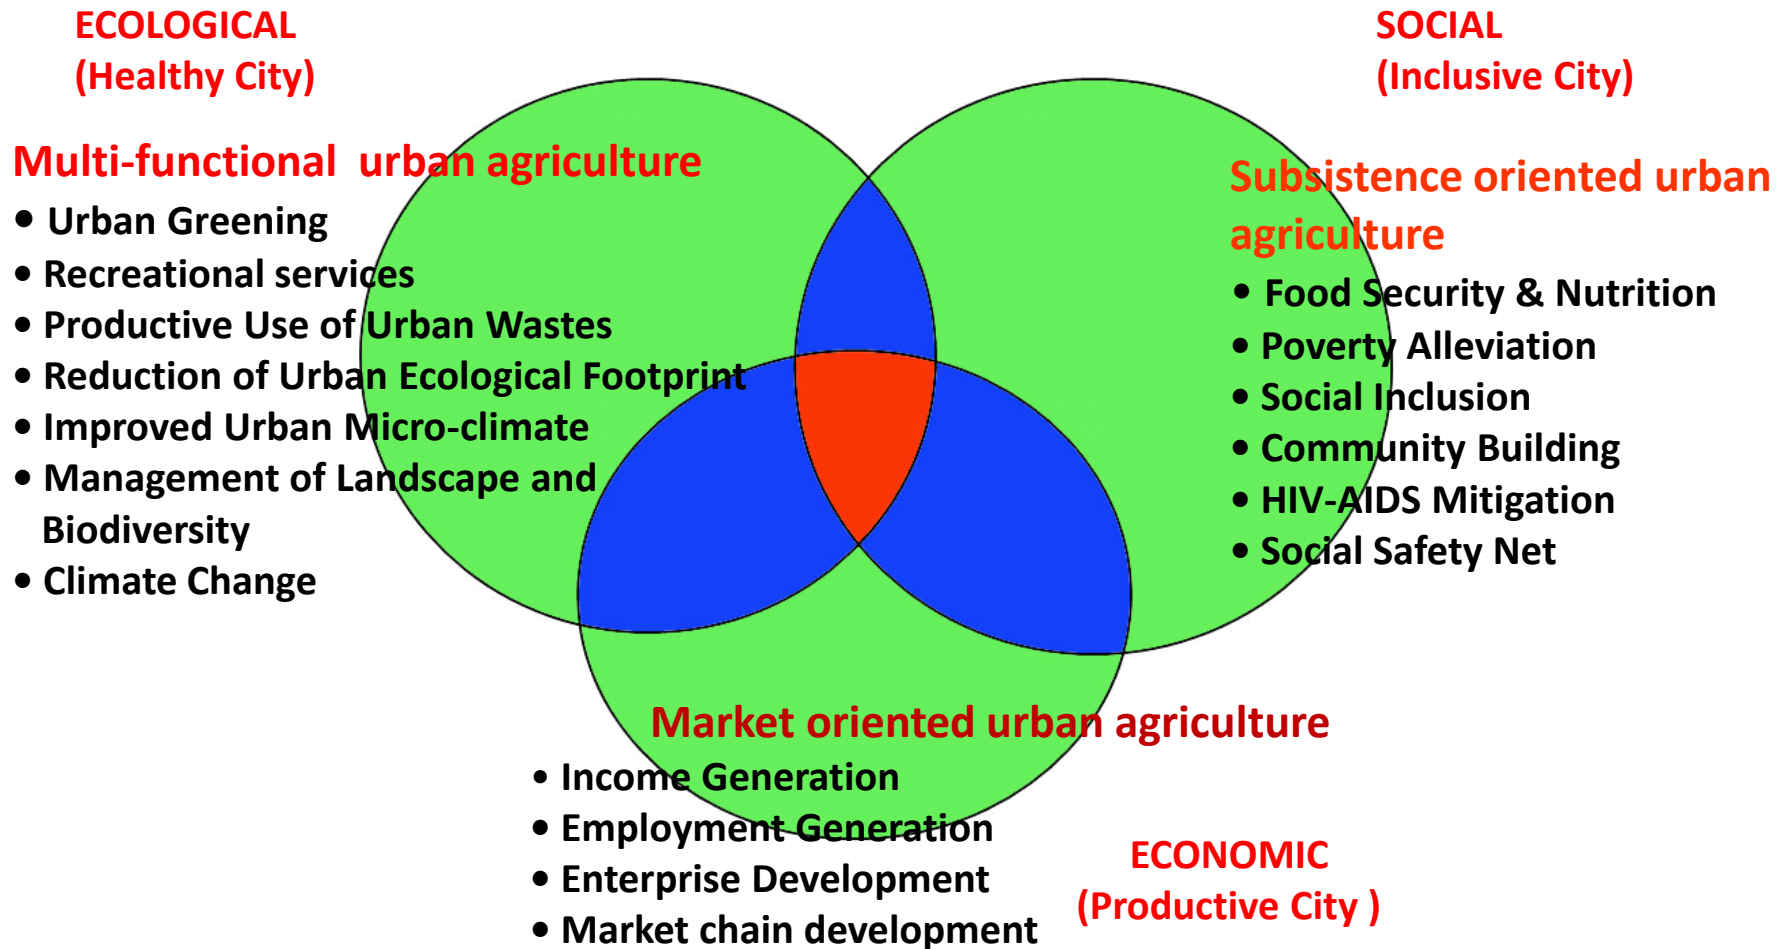 ECOLOGICAL
(Healthy City)
Multi-functional urban agriculture
• Urban Greening
• Recreational services
• Productive Use of Urban Wastes
• Reduction of Urban Ecological Footprint
• Improved Urban Micro-climate
• Management of Landscape and
Biodiversity
• Climate Change
SOCIAL
(Inclusive City)
Subsistence oriented urban
agriculture
• Food Security & Nutrition
• Poverty Alleviation
• Social Inclusion
• Community Building
• HIV-AIDS Mitigation
• Social Safety Net
Market oriented urban agriculture
• Income Generation
• Employment Generation
• Enterprise Development
• Market chain development
ECONOMIC
(Productive City )